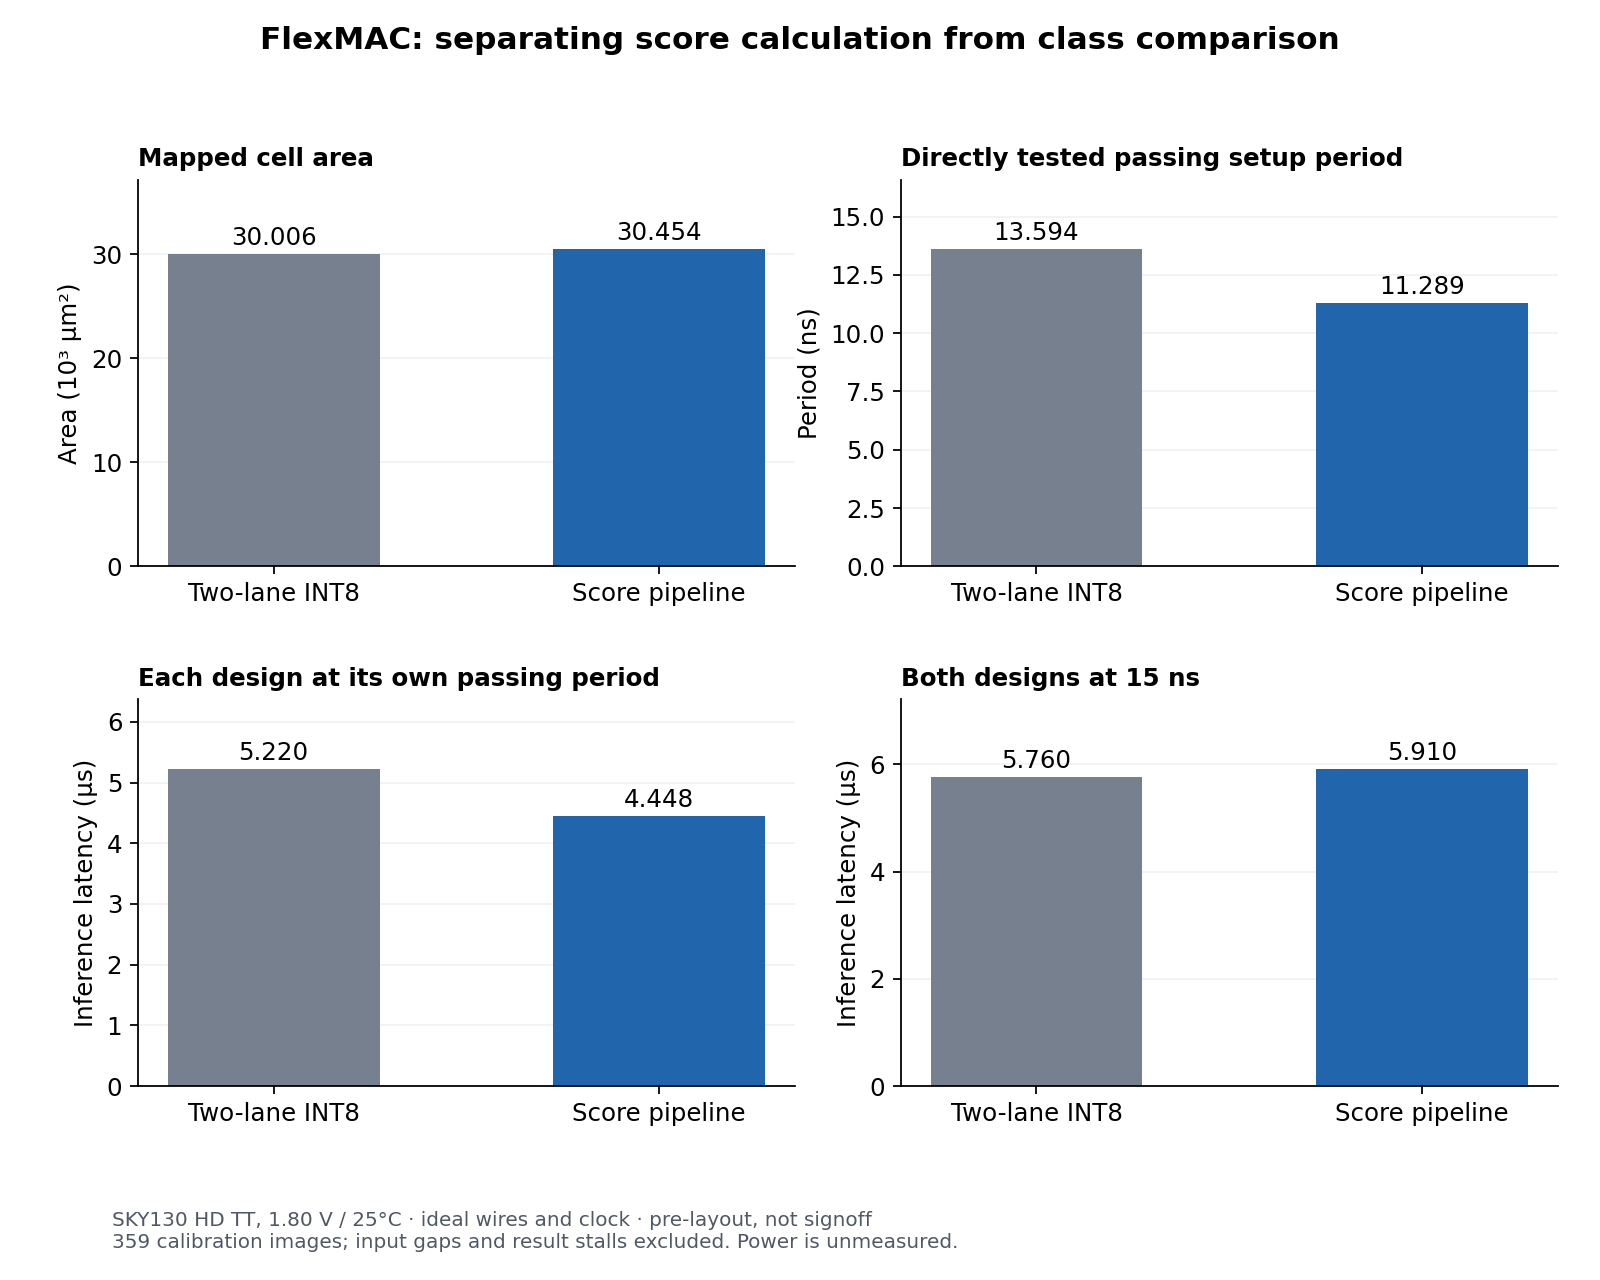 FlexMAC: separating score calculation from class comparison
Mapped cell area
Area (10³ µm²)
30
20
10
0
30.006
30.454
Two-lane INT8
Score pipeline
Directly tested passing setup period
Period (ns)
15.0
12.5
10.0
7.5
5.0
2.5
0.0
13.594
11.289
Two-lane INT8
Score pipeline
Each design at its own passing period
Inference latency (µs)
6
5
4
3
2
1
0
5.220
4.448
Two-lane INT8
Score pipeline
Both designs at 15 ns
Inference latency (µs)
6
4
2
0
5.760
5.910
Two-lane INT8
Score pipeline
SKY130 HD TT, 1.80 V / 25°C · ideal wires and clock · pre-layout, not signoff
359 calibration images; input gaps and result stalls excluded. Power is unmeasured.